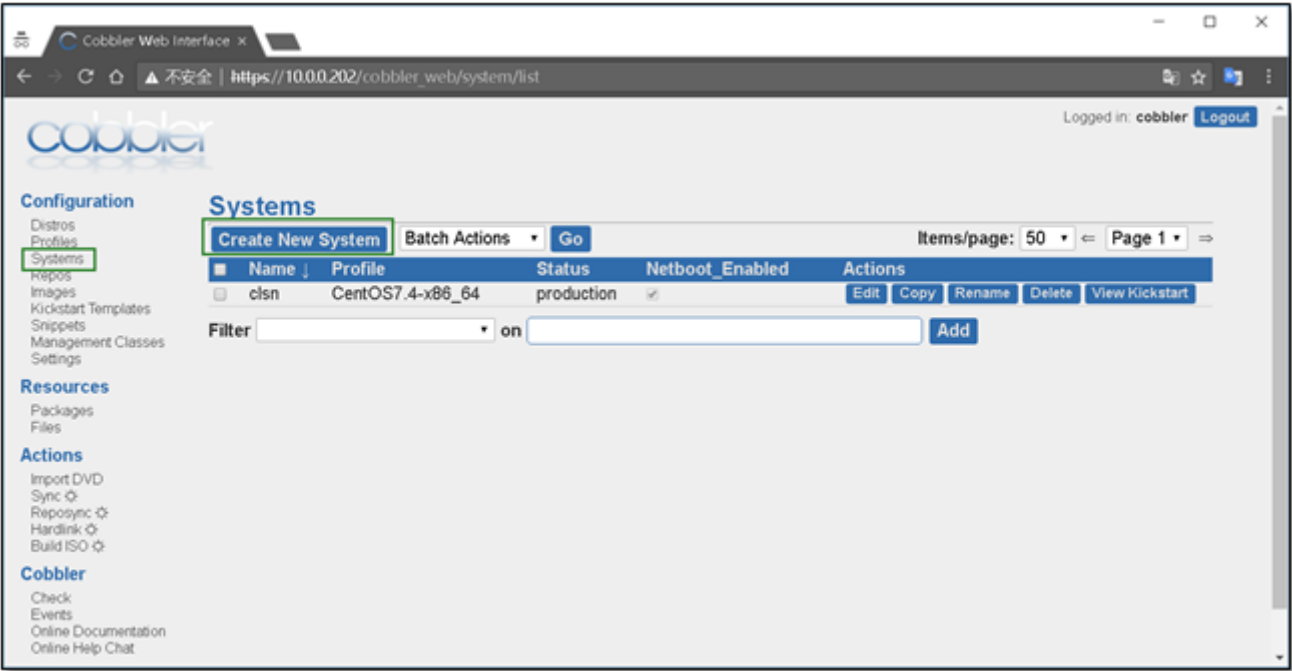 Cobbler Web Interface ×
不安全 | https://10.0.0.202/cobbler_web/system/list
Logged in: cobbler Logout
cobbler
Configuration
Distros
Profiles
Systems
Repos
Images
Kickstart Templates
Snippets
Management Classes
Settings
Resources
Packages
Files
Actions
Import DVD
Sync
Reposync
Hardlink
Build ISO
Cobbler
Check
Events
Online Documentation
Online Help Chat
Systems
Create New System Batch Actions Go Items/page: 50 ⇐ Page 1 ⇒
Name ↓ Profile Status Netboot_Enabled Actions
clsn CentOS7.4-x86_64 production Edit Copy Rename Delete View Kickstart
Filter on Add